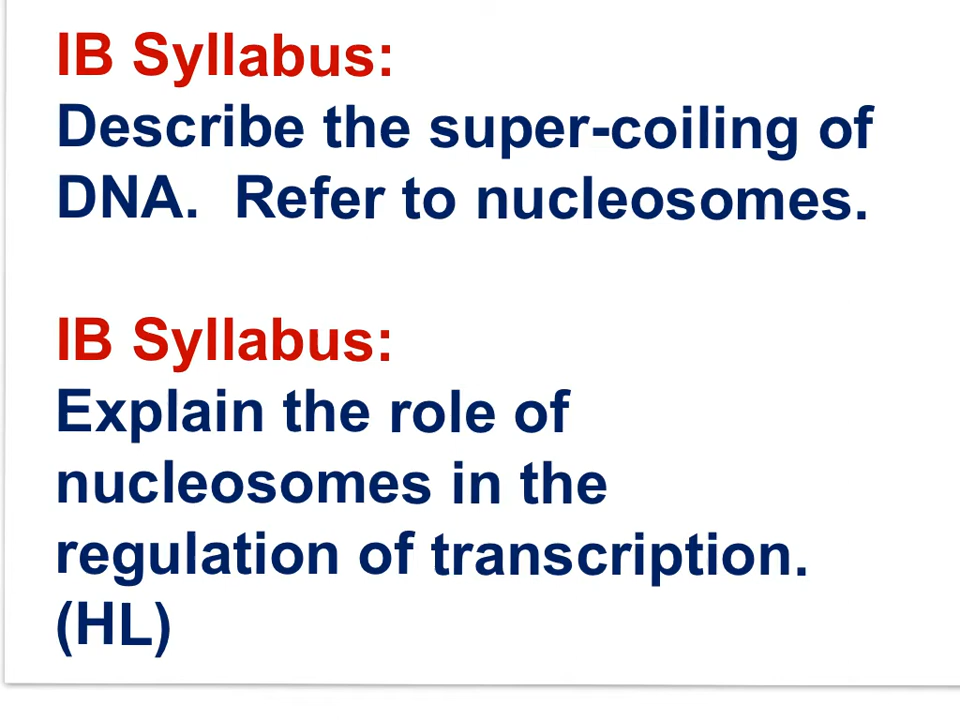 IB Syllabus:
Describe the super-coiling of
DNA.  Refer to nucleosomes.
IB Syllabus:
Explain the role of
nucleosomes in the
regulation of transcription.
(HL)